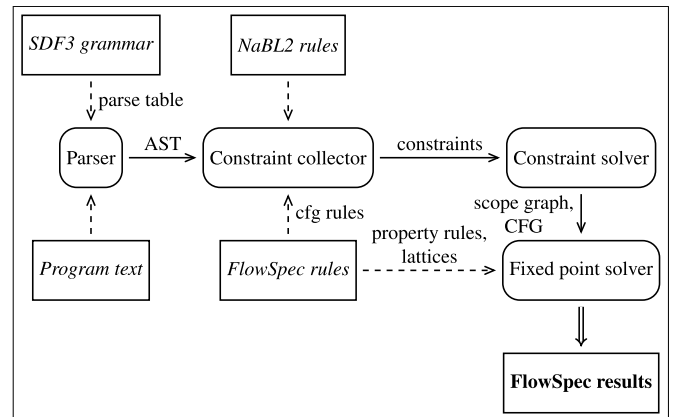 SDF3 grammar
NaBL2 rules
parse table
Parser
AST
Constraint collector
constraints
Constraint solver
cfg rules
scope graph,
CFG
property rules,
lattices
Program text
FlowSpec rules
Fixed point solver
FlowSpec results